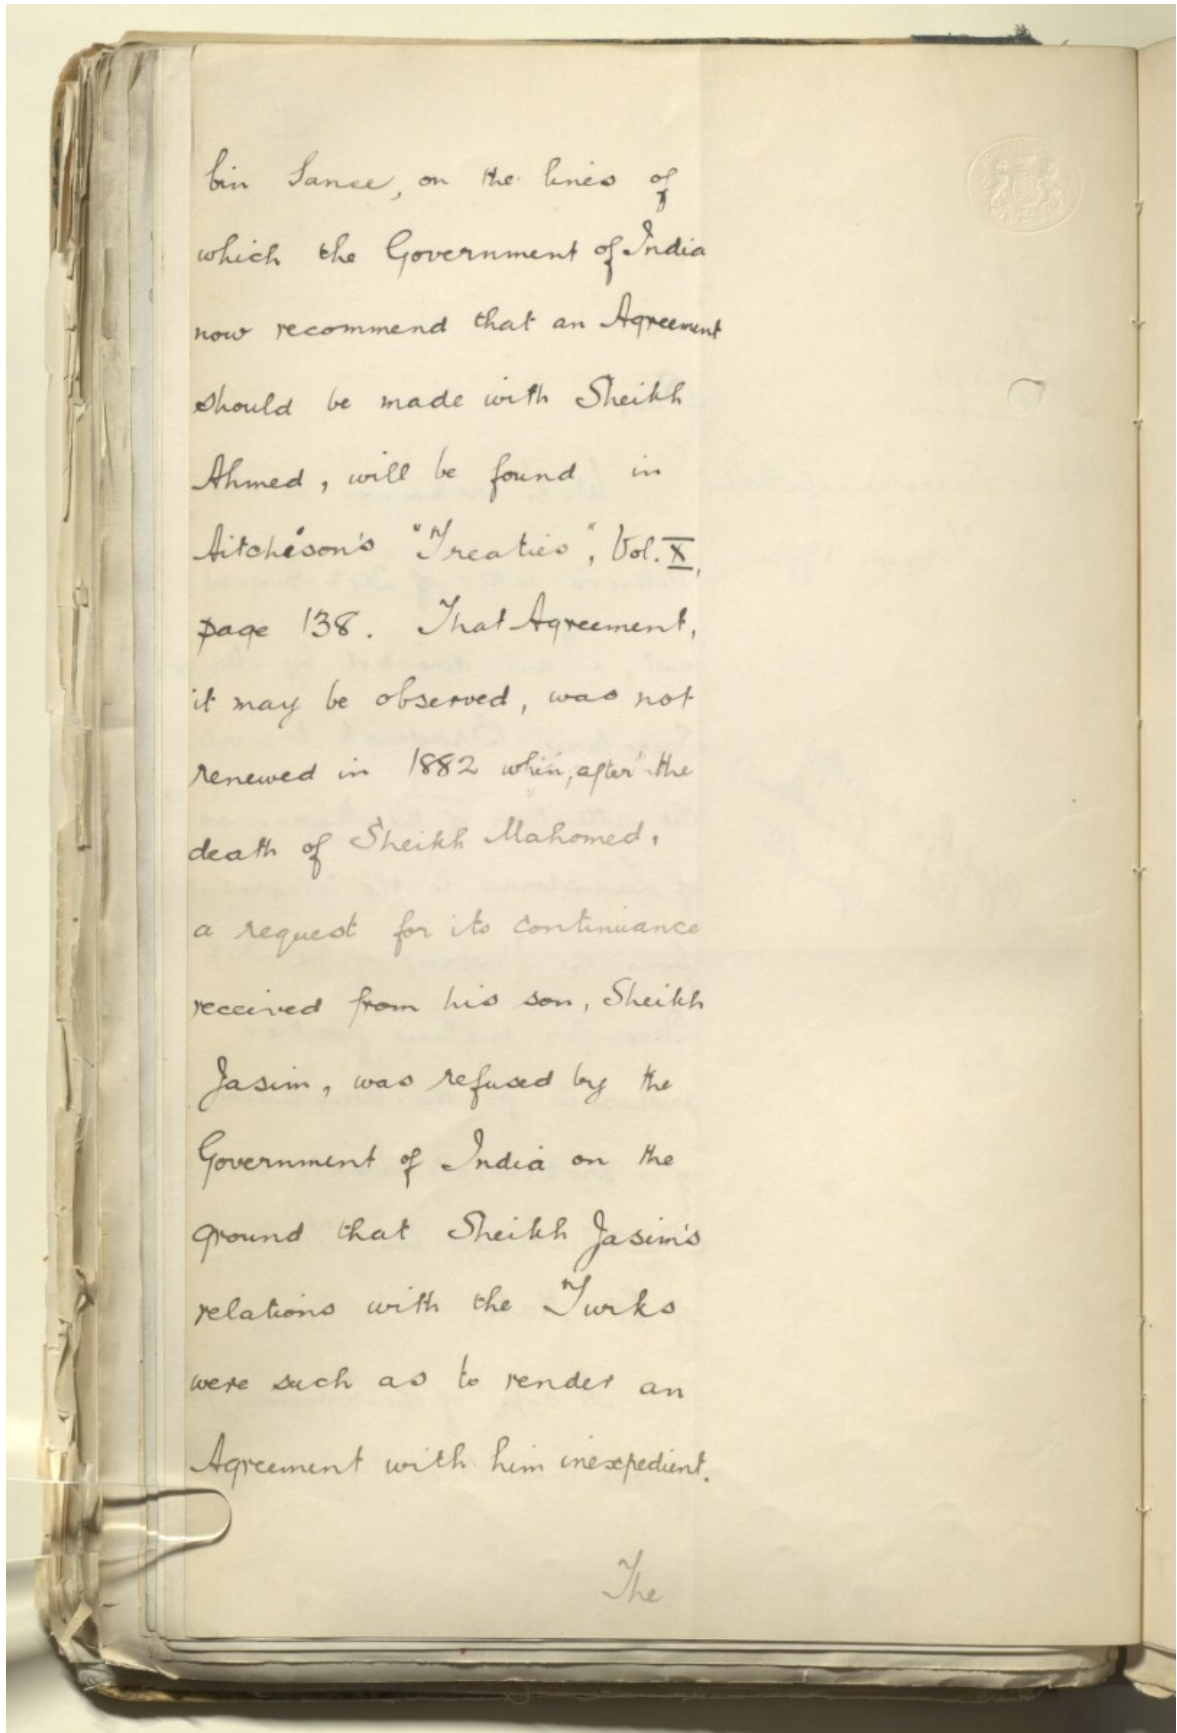 bin Sanee, on the lines of
which the Government of India
now recommend that an Agreement
should be made with Sheikh
Ahmed, will be found in
Aitchison's "Treaties", Vol. X,
page 138. That Agreement,
it may be observed, was not
renewed in 1882 when, after the
death of Sheikh Mahomed,
a request for its continuance
received from his son, Sheikh
Jasim, was refused by the
Government of India on the
ground that Sheikh Jasim's
relations with the Turks
were such as to render an
Agreement with him inexpedient.
The